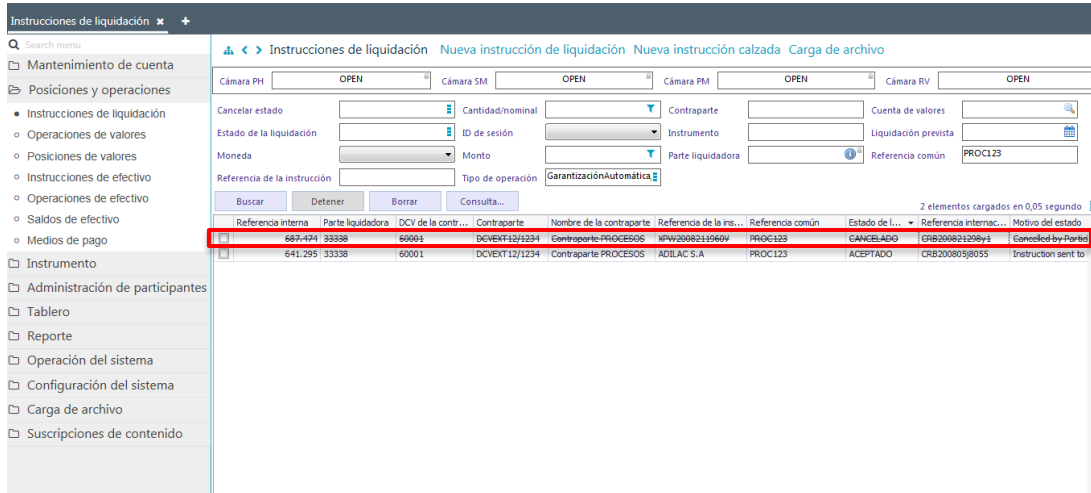 Instrucciones de liquidación × +
Search menu
Mantenimiento de cuenta
Posiciones y operaciones
Instrucciones de liquidación
Operaciones de valores
Posiciones de valores
Instrucciones de efectivo
Operaciones de efectivo
Saldos de efectivo
Medios de pago
Instrumento
Administración de participantes
Tablero
Reporte
Operación del sistema
Configuración del sistema
Carga de archivo
Suscripciones de contenido
Instrucciones de liquidación Nueva instrucción de liquidación Nueva instrucción calzada Carga de archivo
Cámara PH OPEN Cámara SM OPEN Cámara PM OPEN Cámara RV OPEN
Cancelar estado Cantidad/nominal Contraparte Cuenta de valores
Estado de la liquidación ID de sesión Instrumento Liquidación prevista
Moneda Monto Parte liquidadora Referencia común PROC123
Referencia de la instrucción Tipo de operación GarantizaciónAutomática
Buscar Detener Borrar Consulta...
2 elementos cargados en 0,05 segundo
Referencia interna Parte liquidadora DCV de la contr... Contraparte Nombre de la contraparte Referencia de la ins... Referencia común Estado de l... Referencia internac... Motivo del estado
687.474 33338 60001 DCVEXT12/1234 Contraparte PROCESOS XPW2008211960V PROC123 CANCELADO CRB200821298y1 Cancelled by Partici
641.295 33338 60001 DCVEXT12/1234 Contraparte PROCESOS ADILAC S.A PROC123 ACEPTADO CRB200805j8055 Instruction sent to